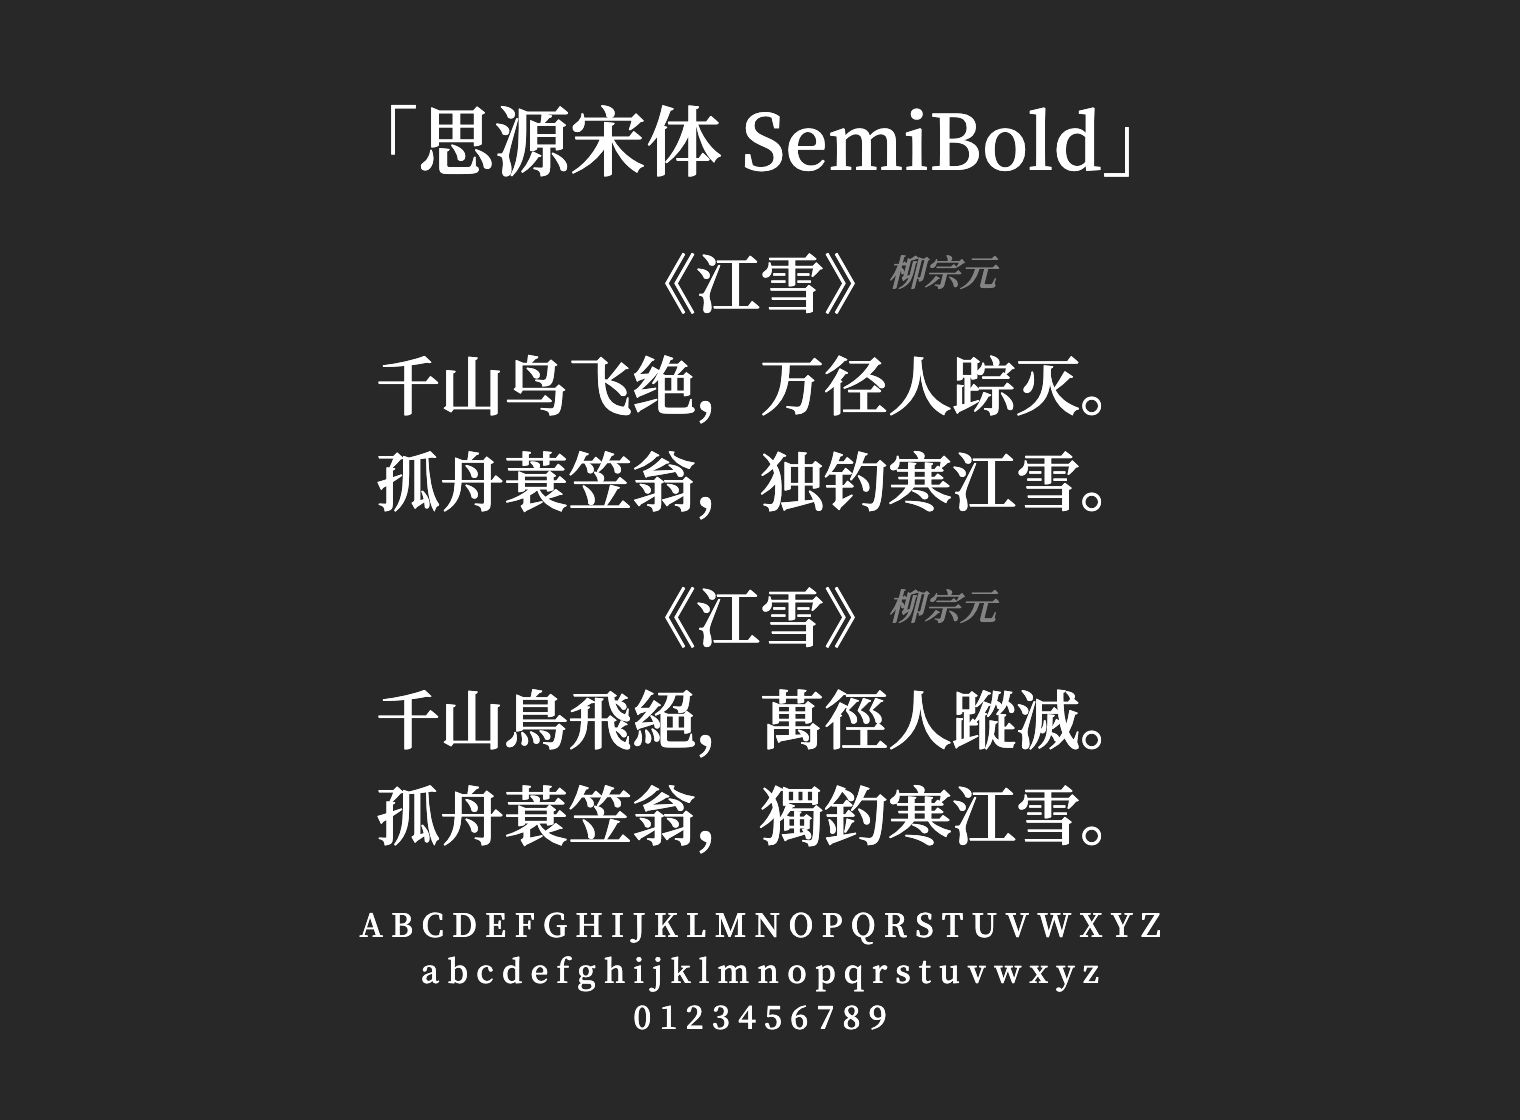 「思源宋体 SemiBold」
《江雪》 柳宗元
千山鸟飞绝，万径人踪灭。
孤舟蓑笠翁，独钓寒江雪。
《江雪》 柳宗元
千山鳥飛絕，萬徑人蹤滅。
孤舟蓑笠翁，獨釣寒江雪。
A B C D E F G H I J K L M N O P Q R S T U V W X Y Z
a b c d e f g h i j k l m n o p q r s t u v w x y z
0 1 2 3 4 5 6 7 8 9